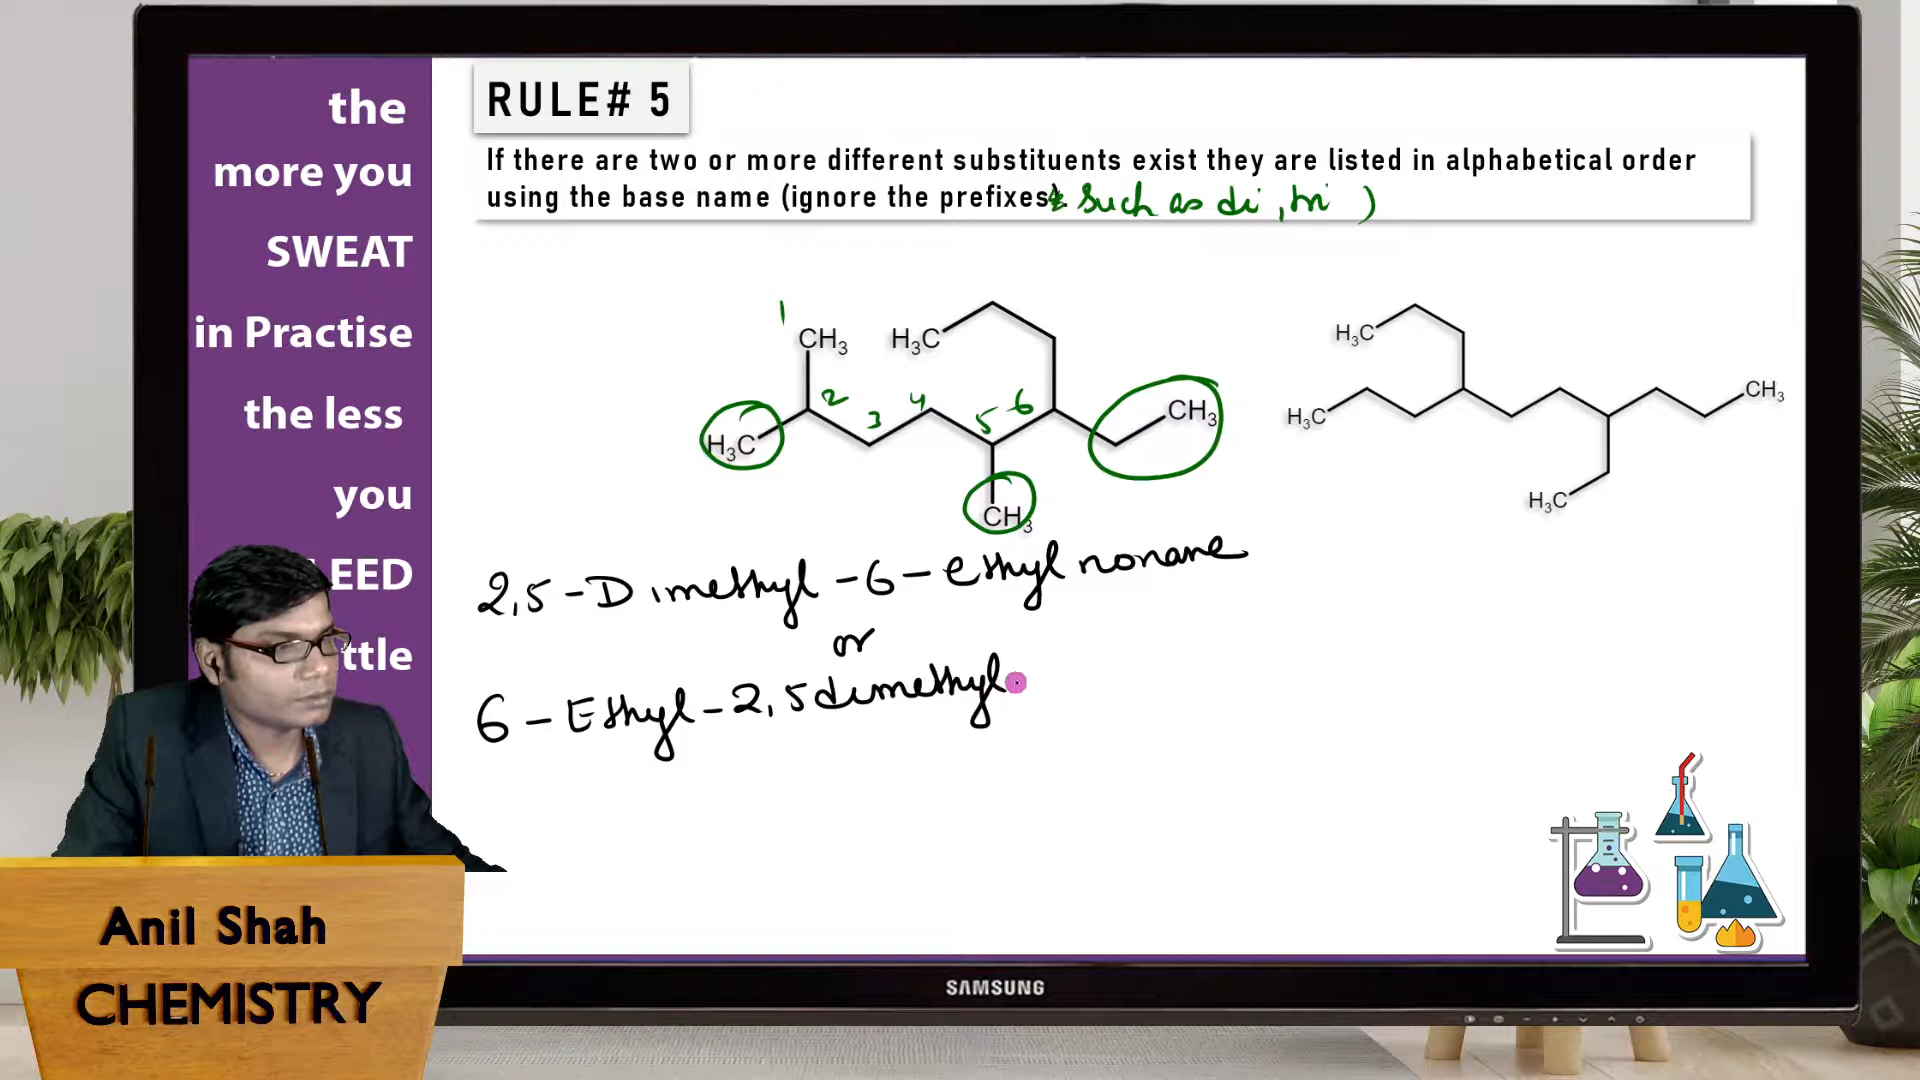 the
more you
SWEAT
in Practise
the less
you
LEED
ttle
RULE# 5
If there are two or more different substituents exist they are listed in alphabetical order
using the base name (ignore the prefixes such as di, tri )
1
CH3
H3C
2
3
4
5
6
H3C
CH3
CH3
H3C
H3C
CH3
H3C
2,5-Dimethyl-6-ethyl nonane
or
6-Ethyl-2,5dimethyl
Anil Shah
CHEMISTRY
SAMSUNG